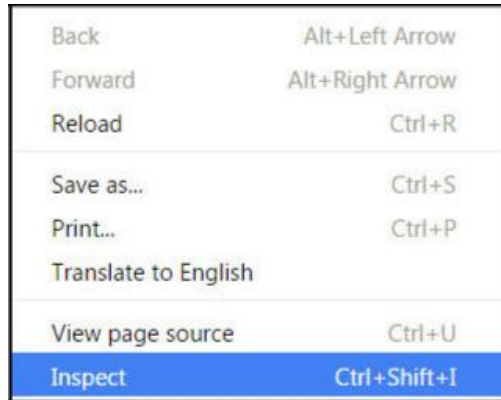 Back Alt+Left Arrow
Forward Alt+Right Arrow
Reload Ctrl+R
Save as... Ctrl+S
Print... Ctrl+P
Translate to English
View page source Ctrl+U
Inspect Ctrl+Shift+I